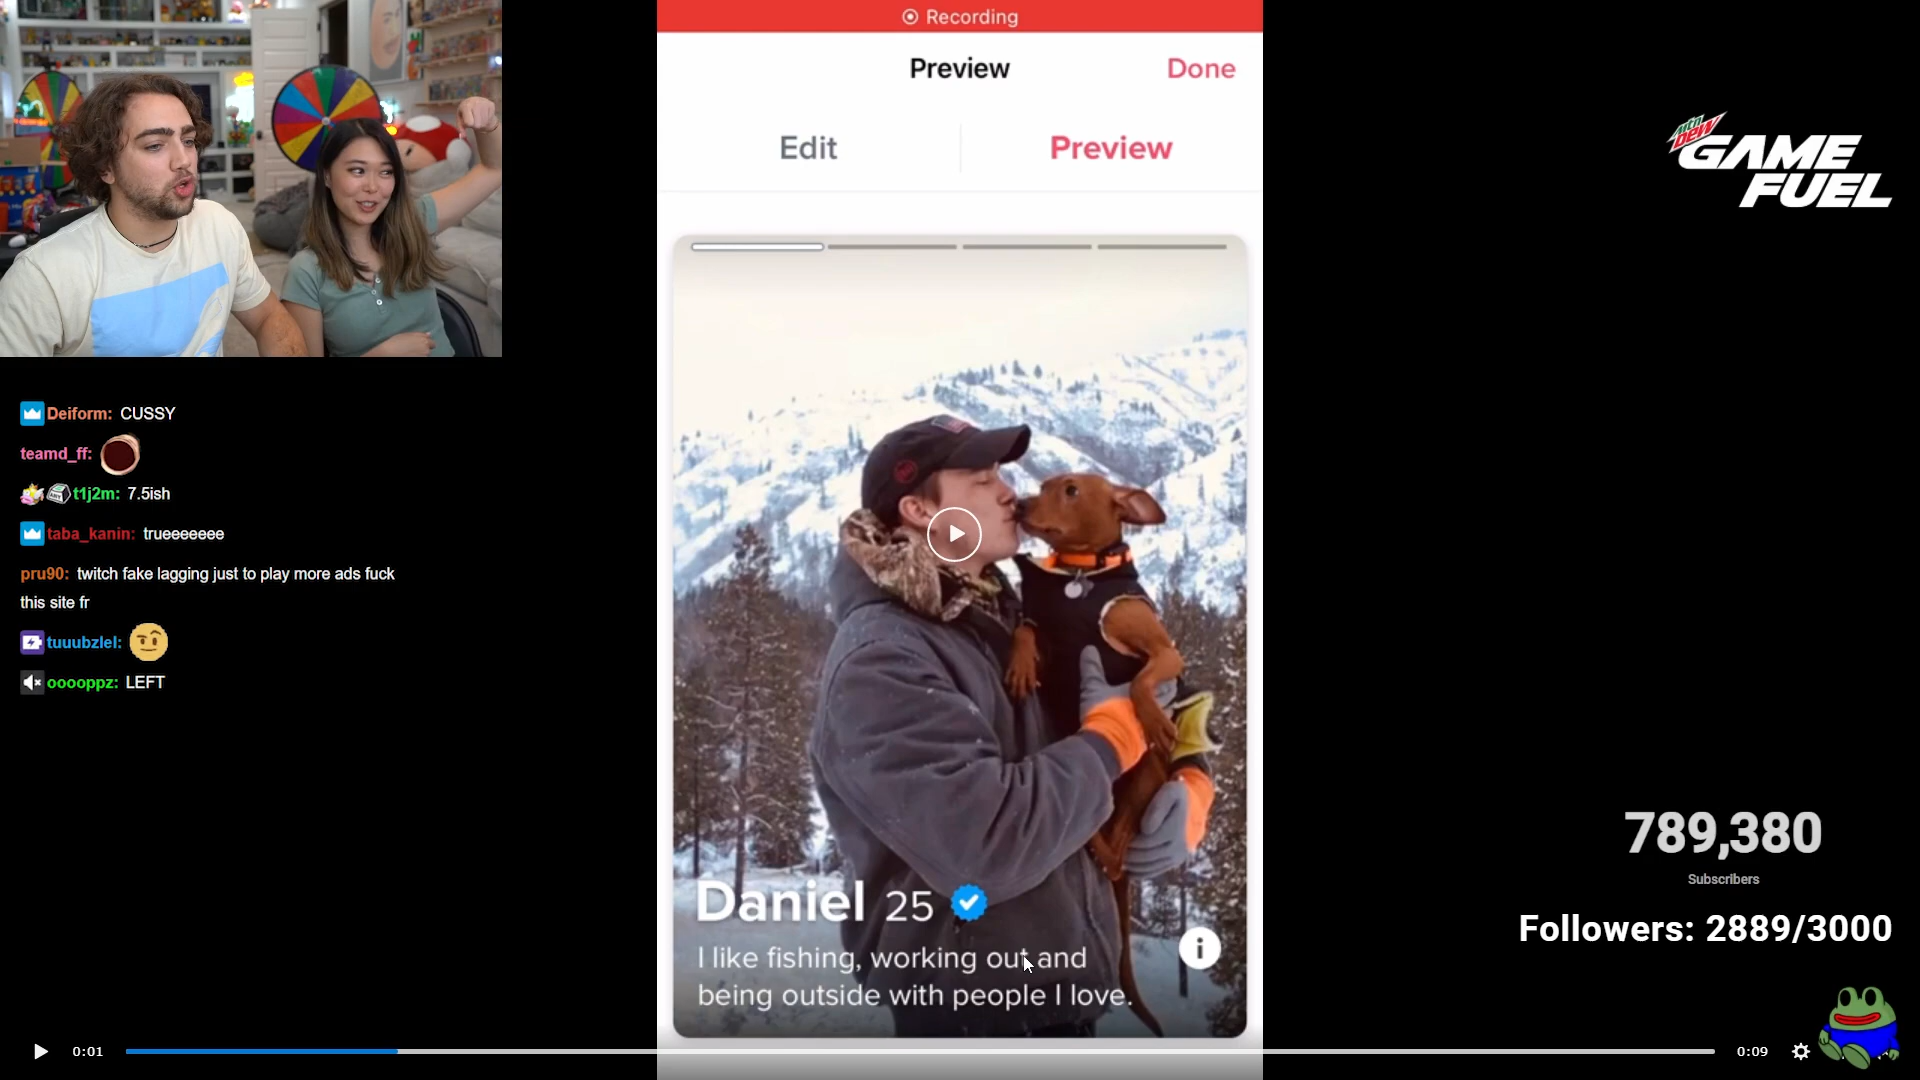 Recording
Preview
Done
Edit
Preview
mtn
DEW
GAME
FUEL
Deiform: CUSSY
teamd_ff:
t1j2m: 7.5ish
taba_kanin: trueeeeeee
pru90: twitch fake lagging just to play more ads fuck
this site fr
tuuubzlel:
ooooppz: LEFT
Daniel 25
I like fishing, working out and
being outside with people I love.
789,380
Subscribers
Followers: 2889/3000
0:01
0:09